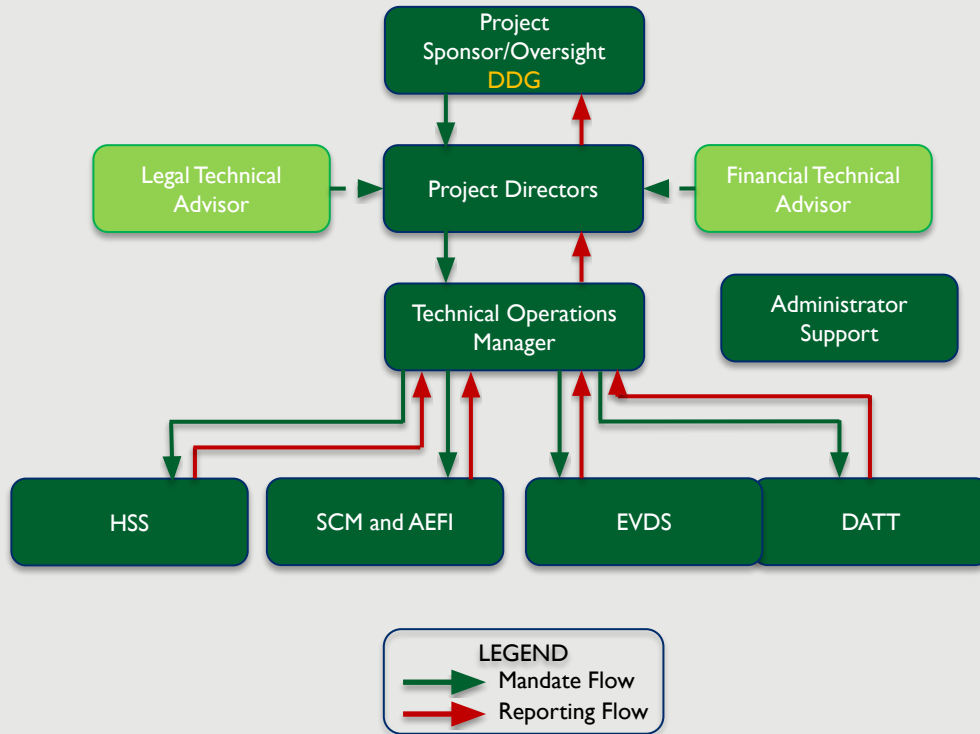 Project
Sponsor/Oversight
DDG
Legal Technical
Advisor
Project Directors
Financial Technical
Advisor
Technical Operations
Manager
Administrator
Support
HSS
SCM and AEFI
EVDS
DATT
LEGEND
Mandate Flow
Reporting Flow